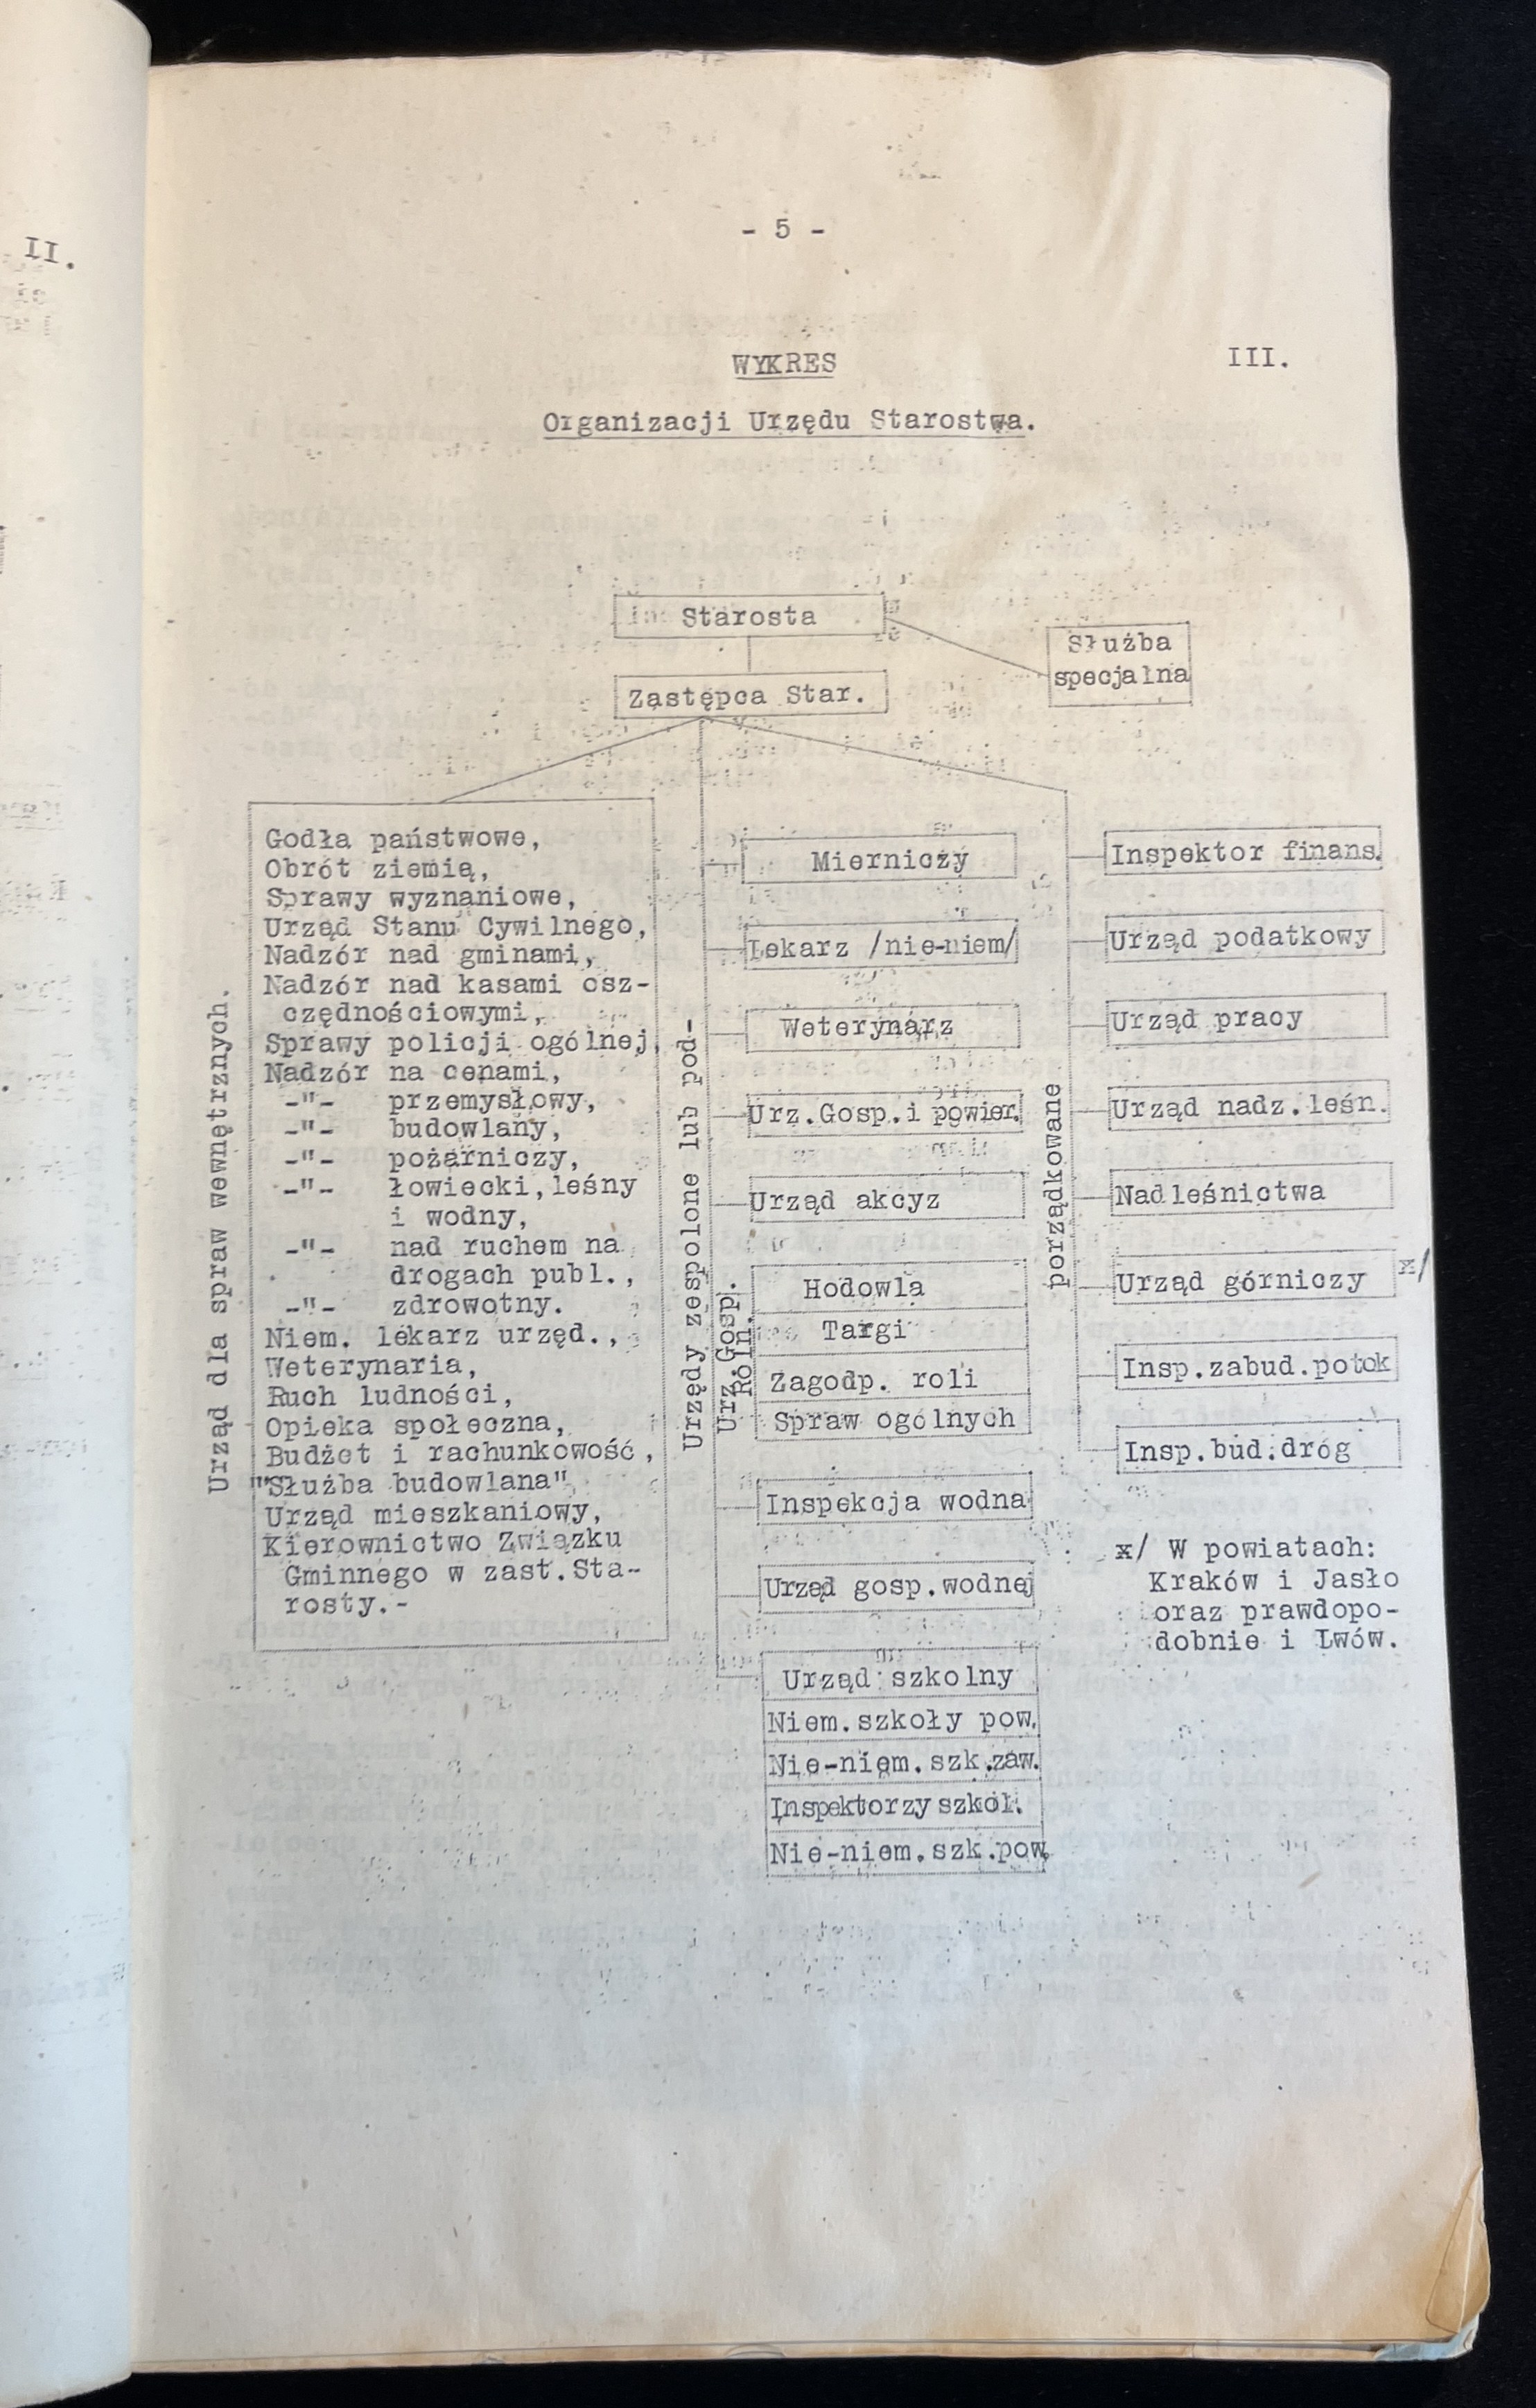 II.
- 5 -
WYKRES
III.
Organizacji Urzędu Starostwa.
Starosta
Służba
specjalna
Zastępca Star.
Urząd dla spraw wewnętrznych.
Godła państwowe,
Obrót ziemią,
Sprawy wyznaniowe,
Urząd Stanu Cywilnego,
Nadzór nad gminami,
Nadzór nad kasami osz-
czędnościowymi,
Sprawy policji ogólnej,
Nadzór na cenami,
-"- przemysłowy,
-"- budowlany,
-"- pożarniczy,
-"- łowiecki, leśny
i wodny,
-"- nad ruchem na
drogach publ.,
-"- zdrowotny.
Niem. lekarz urzęd.,
Weterynaria,
Ruch ludności,
Opieka społeczna,
Budżet i rachunkowość,
"Służba budowlana",
Urząd mieszkaniowy,
Kierownictwo Związku
Gminnego w zast. Sta-
rosty.-
Urzędy zespolone lub pod-
Mierniczy
Lekarz /nie-niem/
Weterynarz
Urz.Gosp.i powier.
Urząd akcyz
Urz. Gosp.
Roln.
Hodowla
Targi
Zagodp. roli
Spraw ogólnych
Inspekcja wodna
Urząd gosp.wodnej
Urząd szkolny
Niem.szkoły pow.
Nie-niem.szk.zaw.
Inspektorzy szkol.
Nie-niem.szk.pow.
porządkowane
Inspektor finans.
Urząd podatkowy
Urząd pracy
Urząd nadz.leśn.
Nadleśnictwa
Urząd górniczy x/
Insp.zabud.potok
Insp.bud.dróg
x/ W powiatach:
Kraków i Jasło
oraz prawdopo-
dobnie i Lwów.